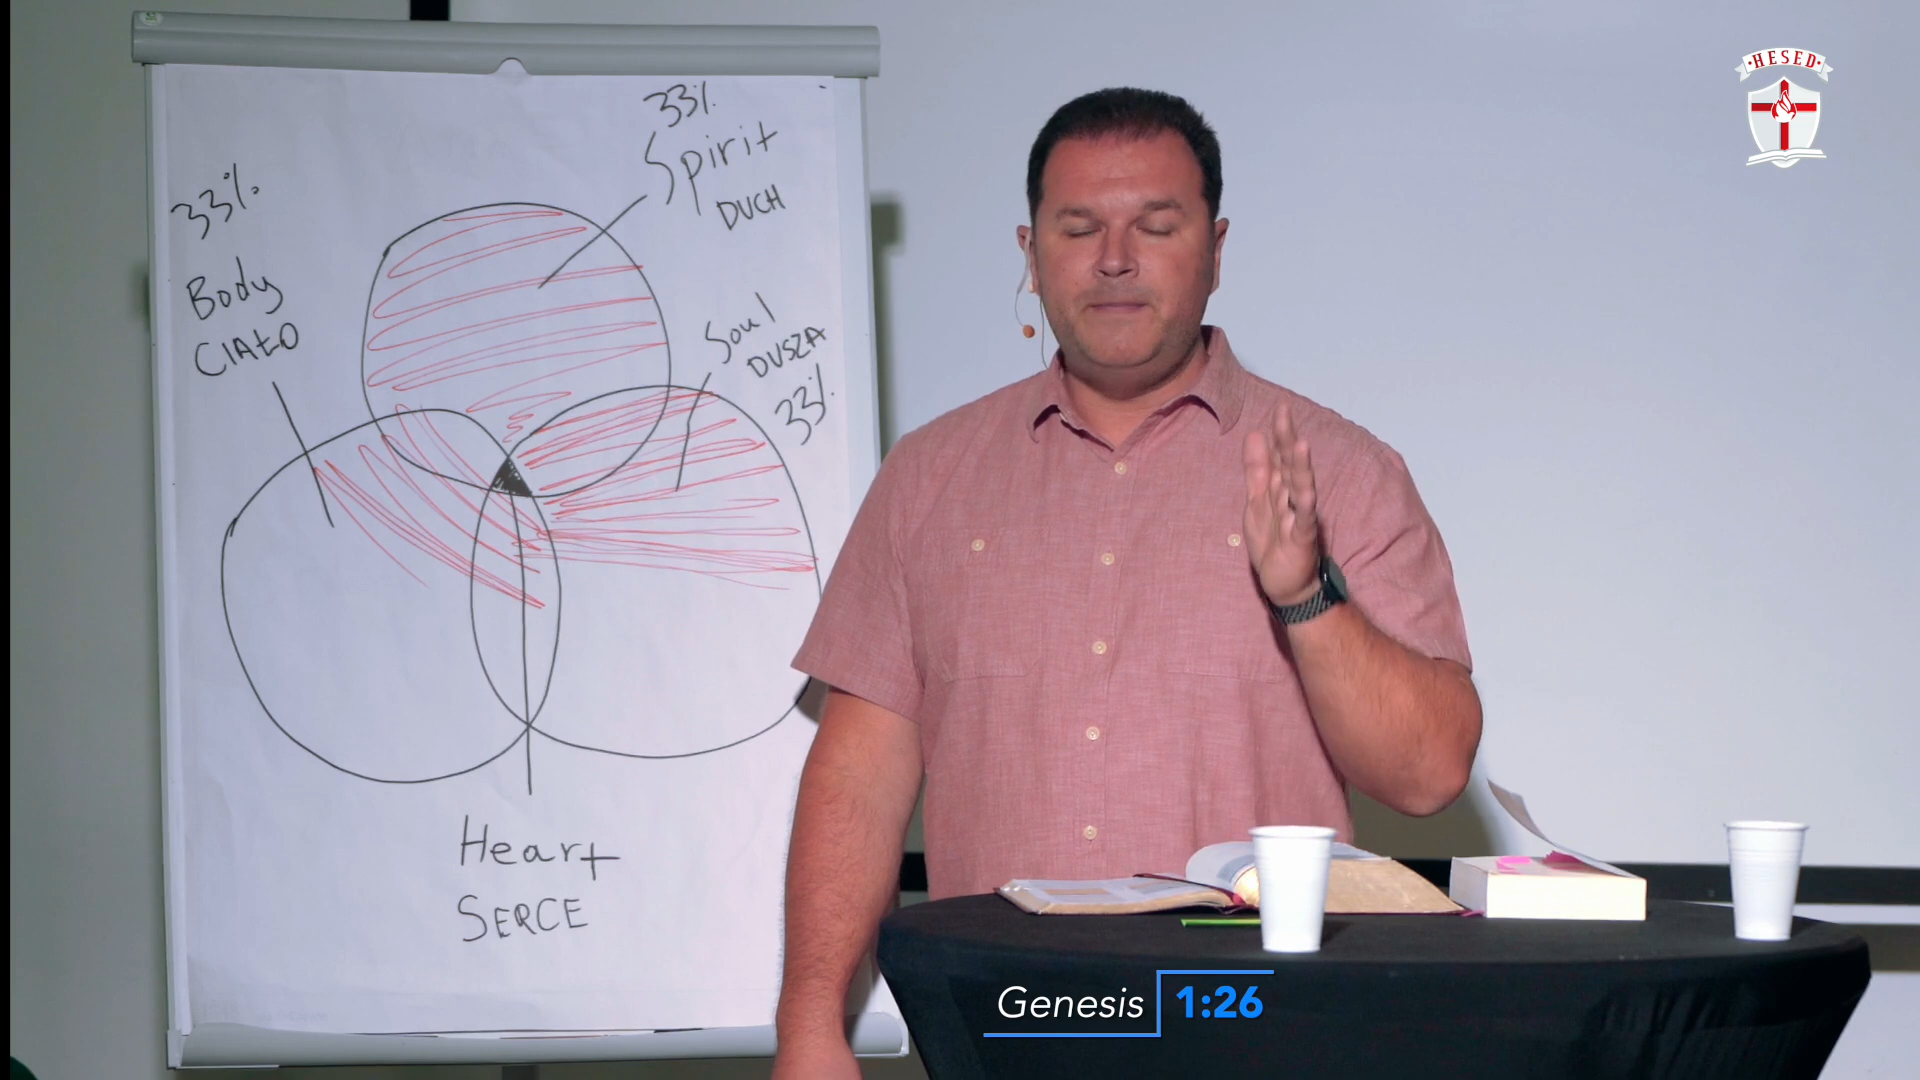 33%
Spirit
DUCH
33%
Body
CIAŁO
Soul
DUSZA
33%
Heart
SERCE
HESED
Genesis 1:26